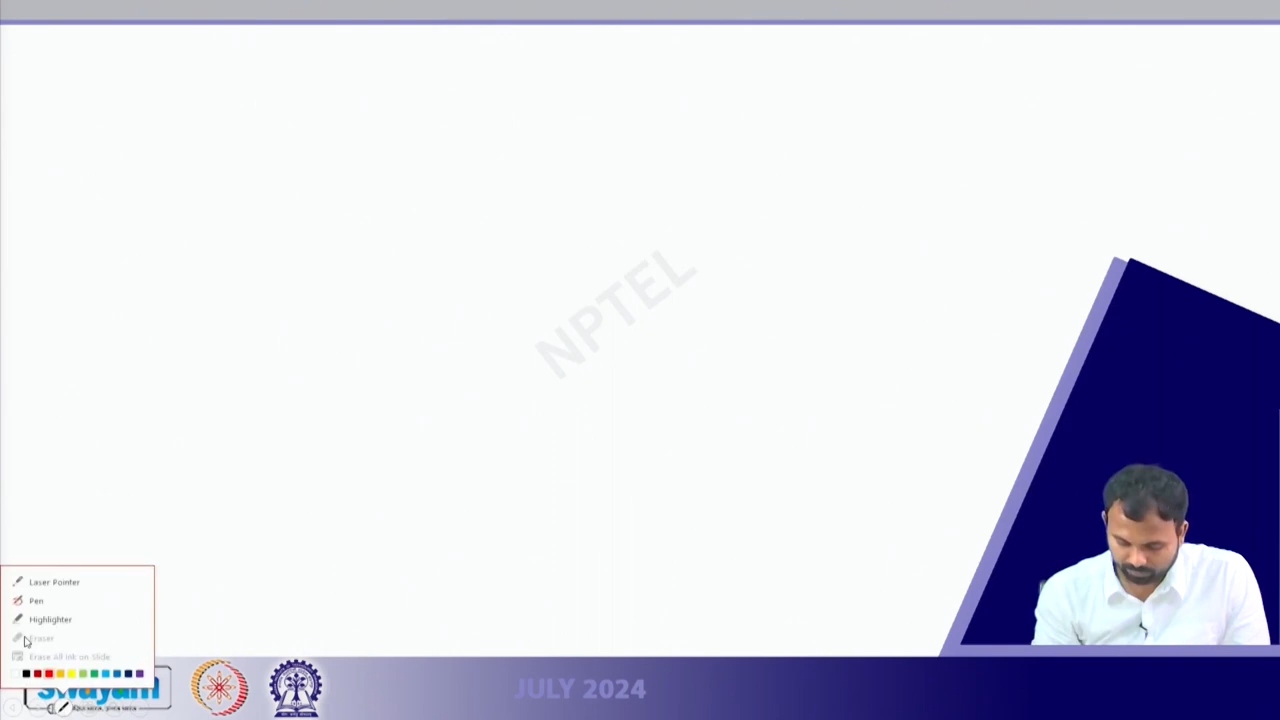 NPTEL
Laser Pointer
Pen
Highlighter
Eraser
Erase All Ink on Slide
swayam
JULY 2024